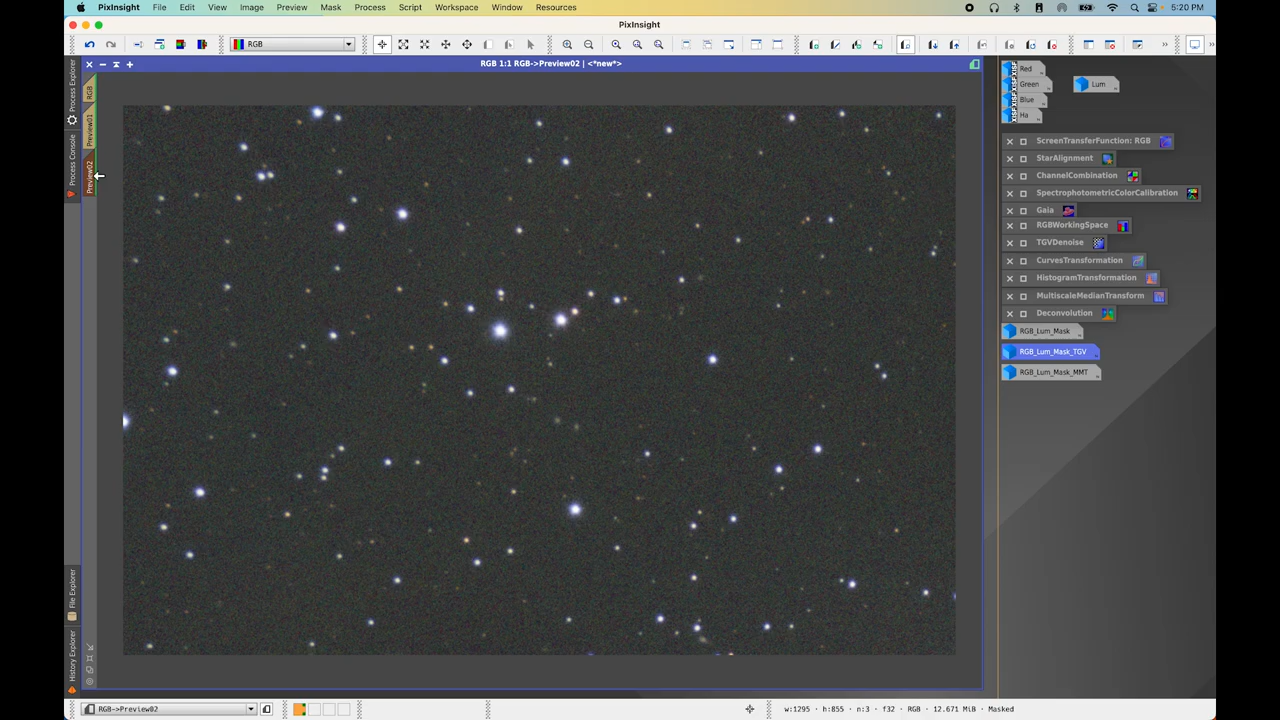 PixInsight File Edit View Image Preview Mask Process Script Workspace Window Resources
5:20 PM
PixInsight
RGB
RGB 1:1 RGB->Preview02 | <*new*>
Process Explorer
Process Console
File Explorer
History Explorer
RGB
Preview01
Preview02
Red
Green
Blue
Ha
Lum
ScreenTransferFunction: RGB
StarAlignment
ChannelCombination
SpectrophotometricColorCalibration
Gaia
RGBWorkingSpace
TGVDenoise
CurvesTransformation
HistogramTransformation
MultiscaleMedianTransform
Deconvolution
RGB_Lum_Mask
RGB_Lum_Mask_TGV
RGB_Lum_Mask_MMT
RGB->Preview02
w:1295 · h:855 · n:3 · f32 · RGB · 12.671 MiB · Masked